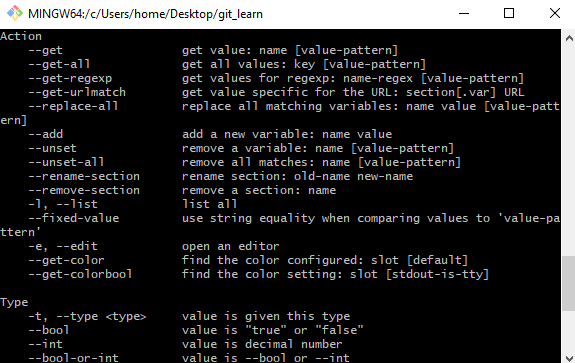 MINGW64:/c/Users/home/Desktop/git_learn
Action
--get get value: name [value-pattern]
--get-all get all values: key [value-pattern]
--get-regexp get values for regexp: name-regex [value-pattern]
--get-urlmatch get value specific for the URL: section[.var] URL
--replace-all replace all matching variables: name value [value-patt
ern]
--add add a new variable: name value
--unset remove a variable: name [value-pattern]
--unset-all remove all matches: name [value-pattern]
--rename-section rename section: old-name new-name
--remove-section remove a section: name
-l, --list list all
--fixed-value use string equality when comparing values to 'value-pa
ttern'
-e, --edit open an editor
--get-color find the color configured: slot [default]
--get-colorbool find the color setting: slot [stdout-is-tty]
Type
-t, --type <type> value is given this type
--bool value is "true" or "false"
--int value is decimal number
--bool-or-int value is --bool or --int